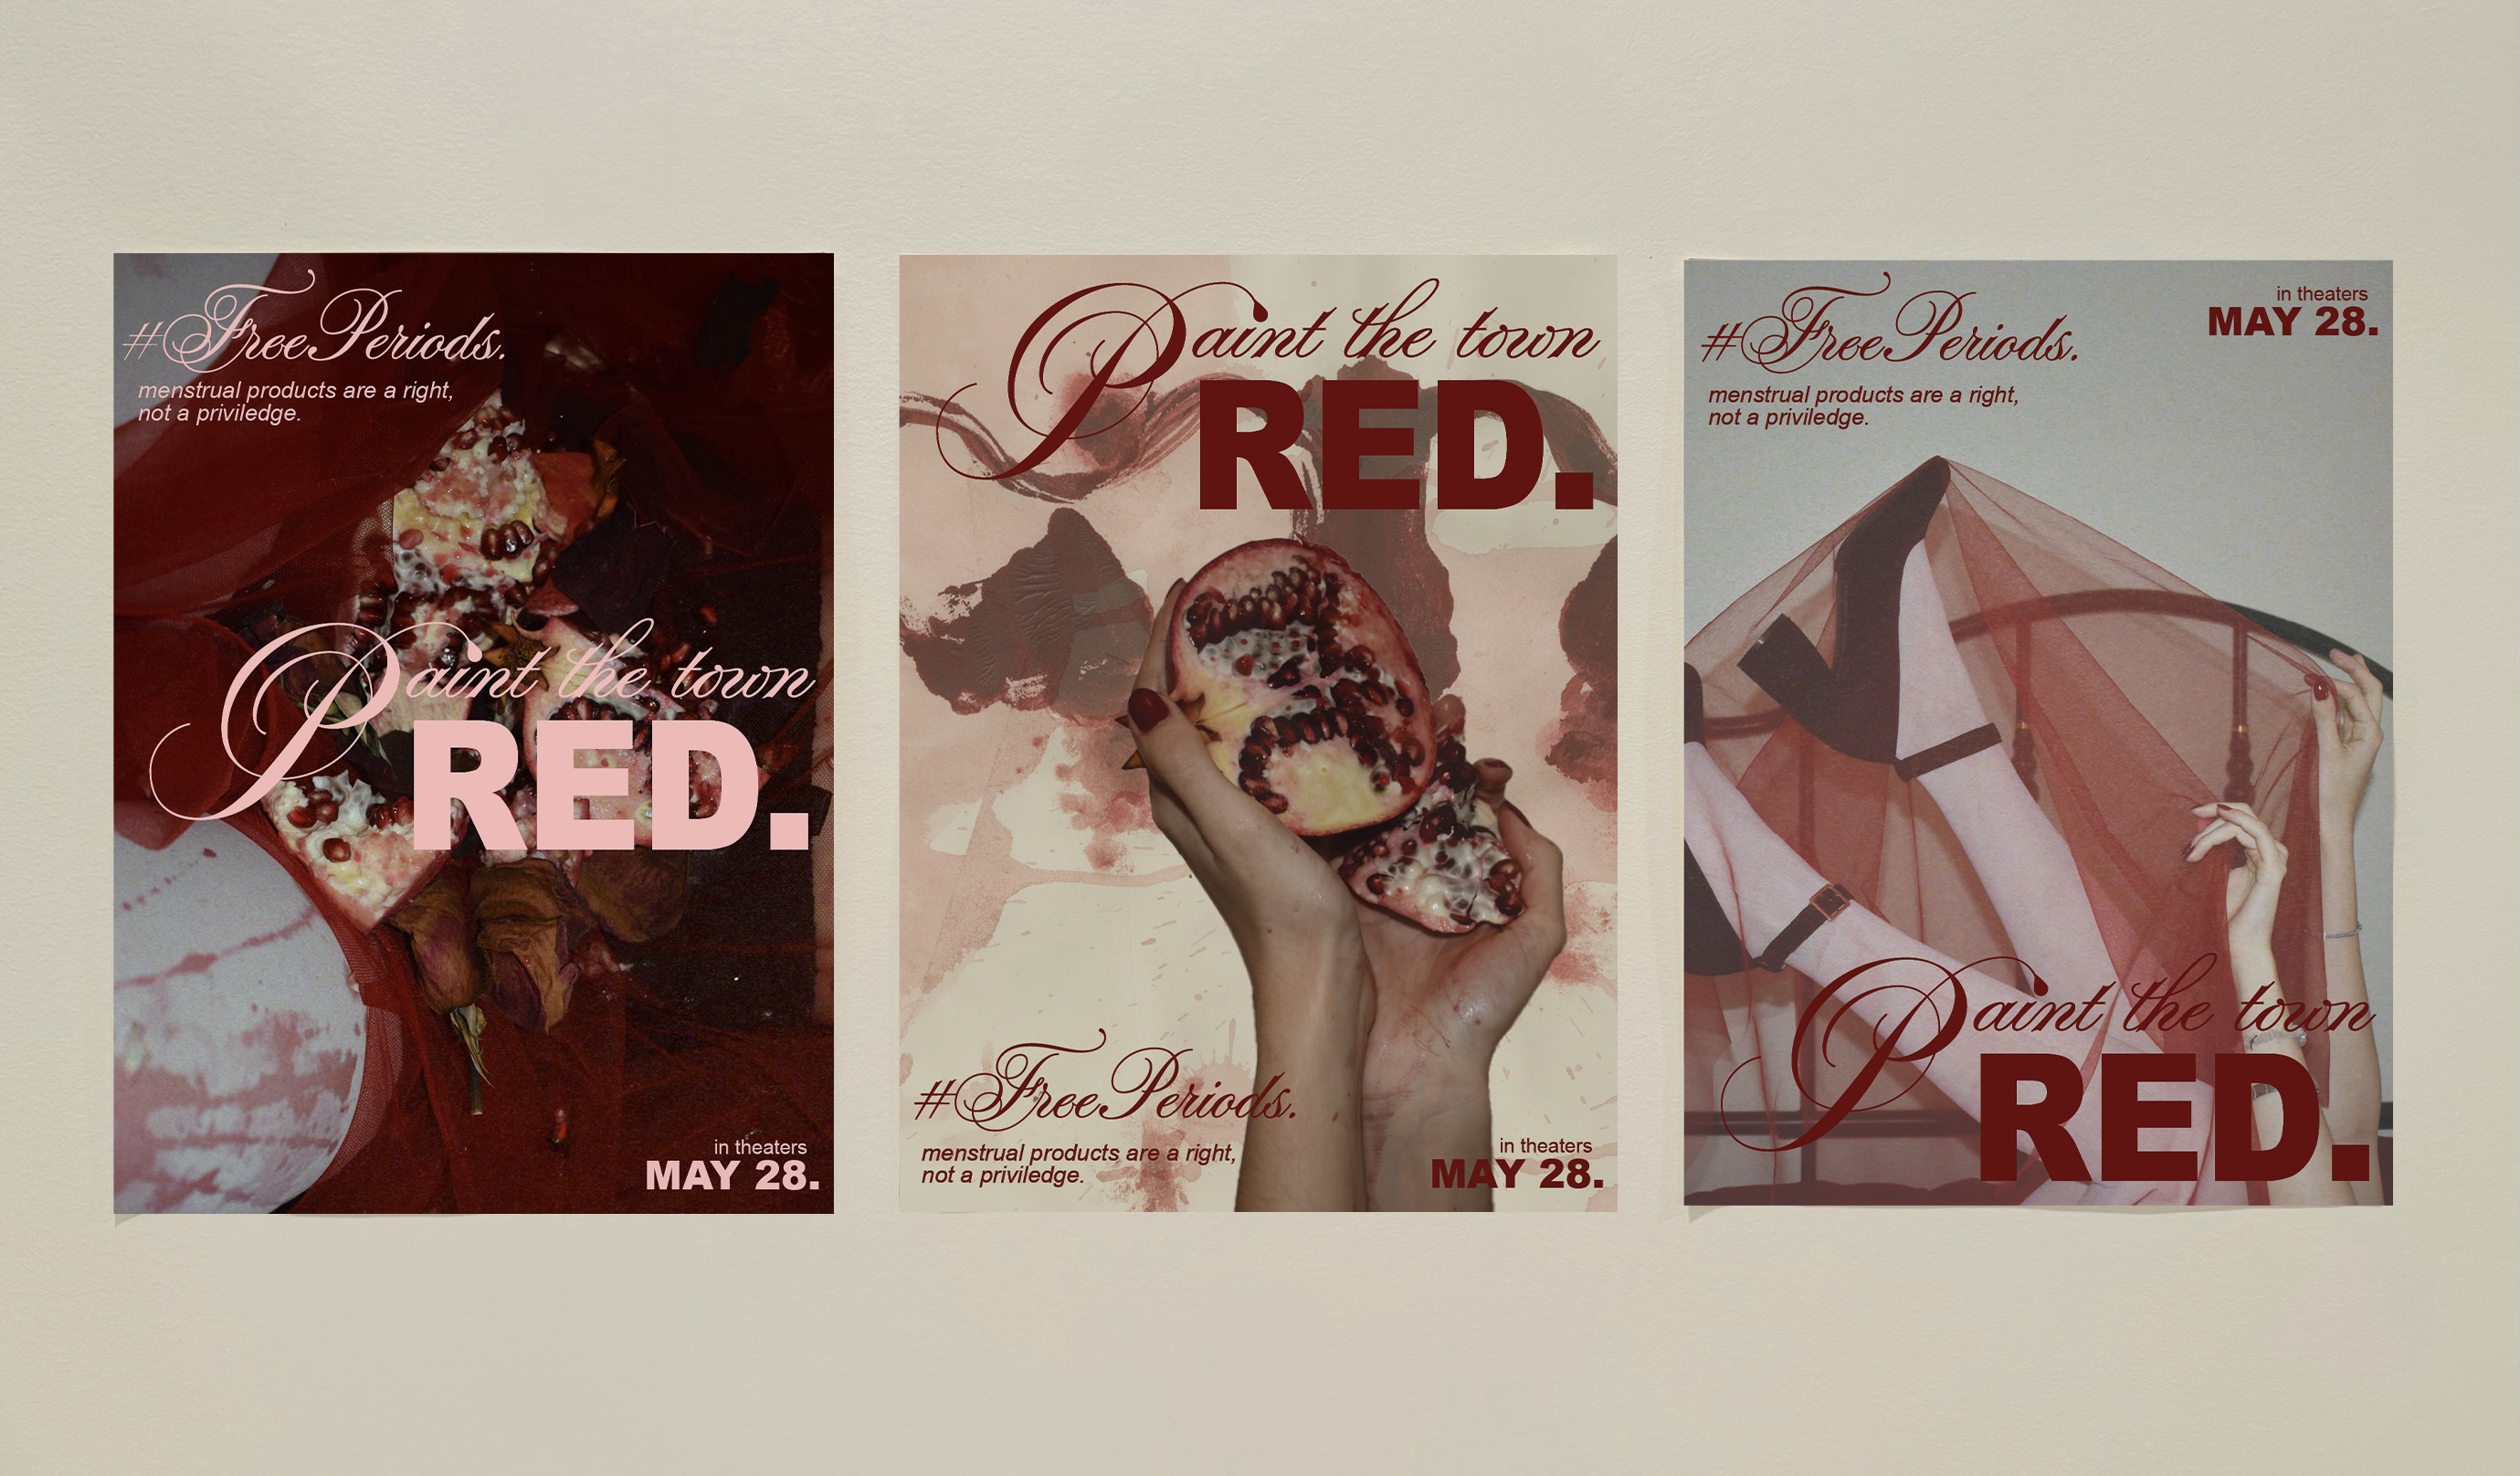 #FreePeriods.
menstrual products are a right,
not a priviledge.
Paint the town
RED.
in theaters
MAY 28.
Paint the town
RED.
#FreePeriods.
menstrual products are a right,
not a priviledge.
in theaters
MAY 28.
#FreePeriods.
menstrual products are a right,
not a priviledge.
in theaters
MAY 28.
Paint the town
RED.